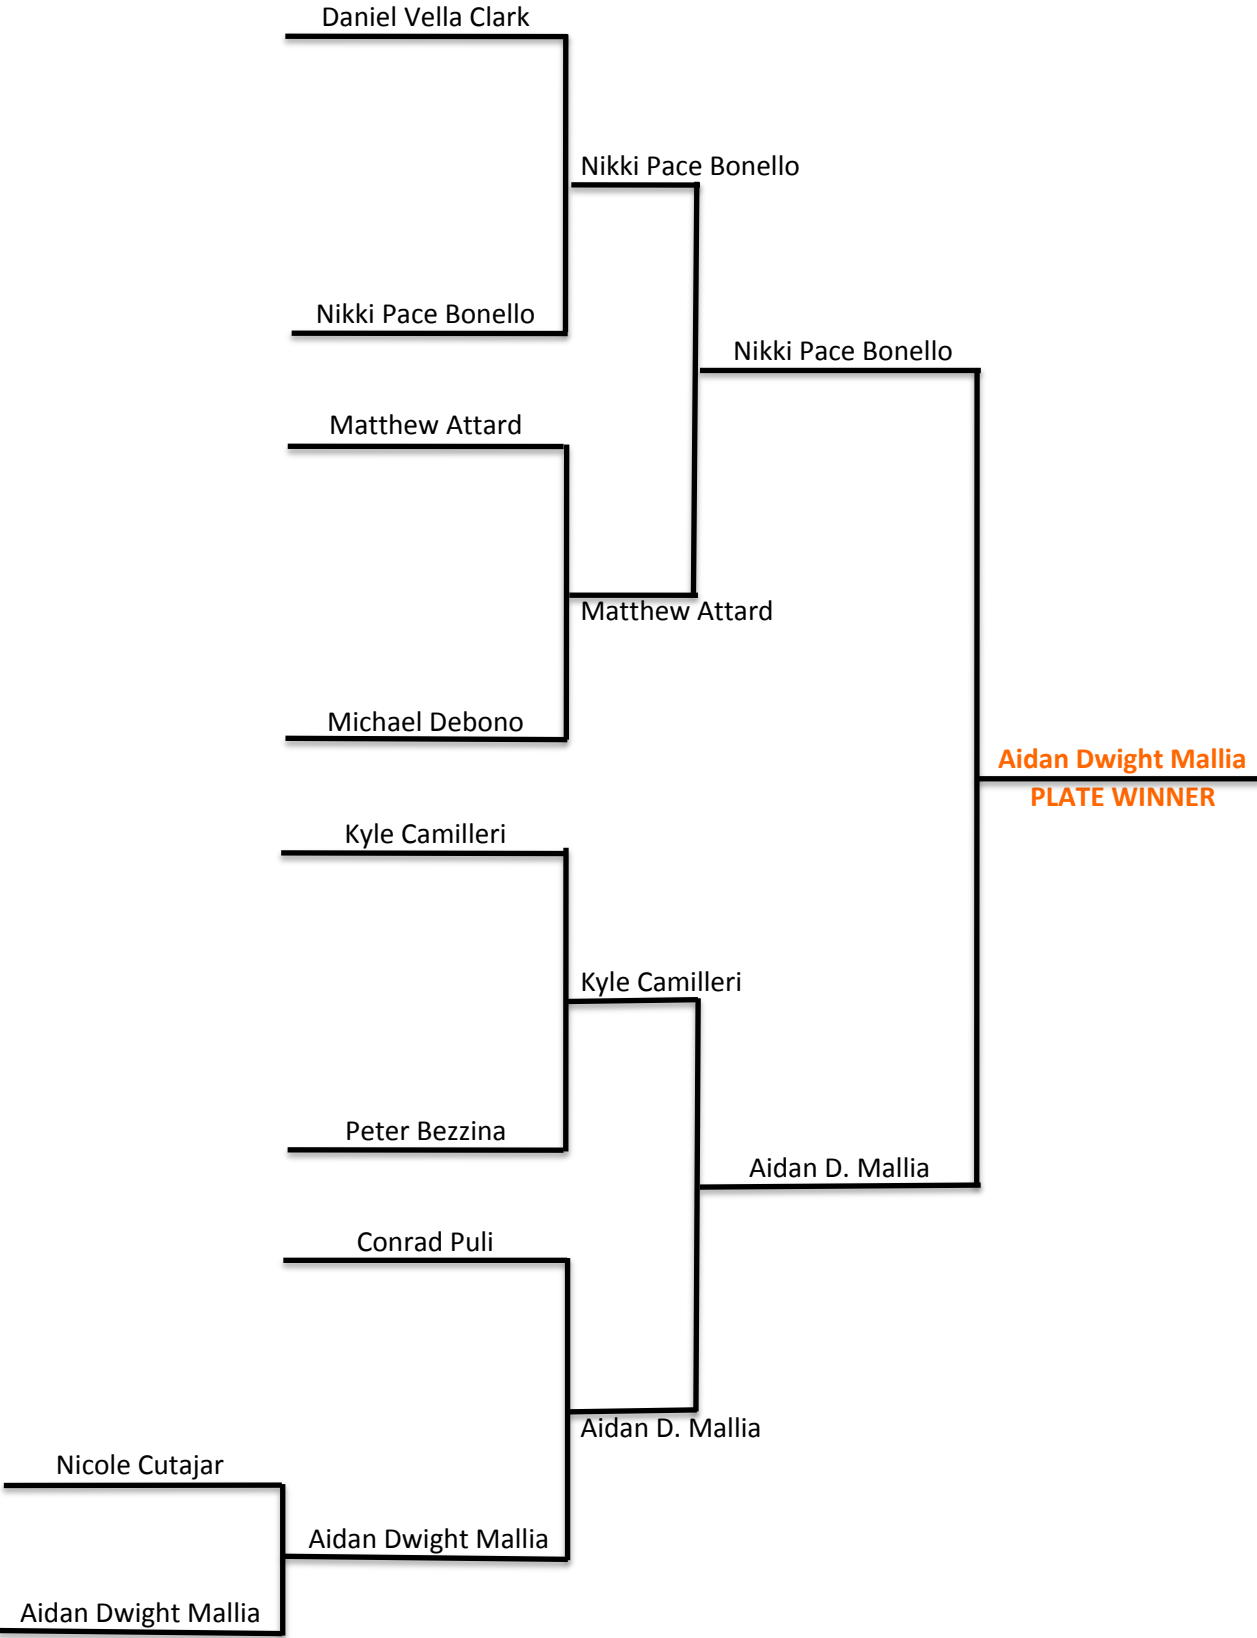 Daniel Vella Clark
Nikki Pace Bonello
Nikki Pace Bonello
Nikki Pace Bonello
Matthew Attard
Matthew Attard
Michael Debono
Aidan Dwight Mallia
PLATE WINNER
Kyle Camilleri
Kyle Camilleri
Peter Bezzina
Aidan D. Mallia
Conrad Puli
Aidan D. Mallia
Nicole Cutajar
Aidan Dwight Mallia
Aidan Dwight Mallia